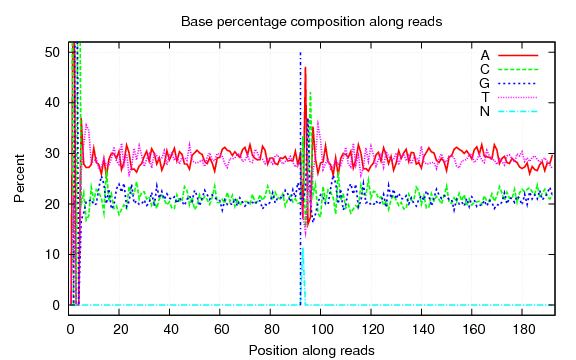 Base percentage composition along reads
50
40
30
20
10
0
Percent
A
C
G
T
N
0 20 40 60 80 100 120 140 160 180
Position along reads